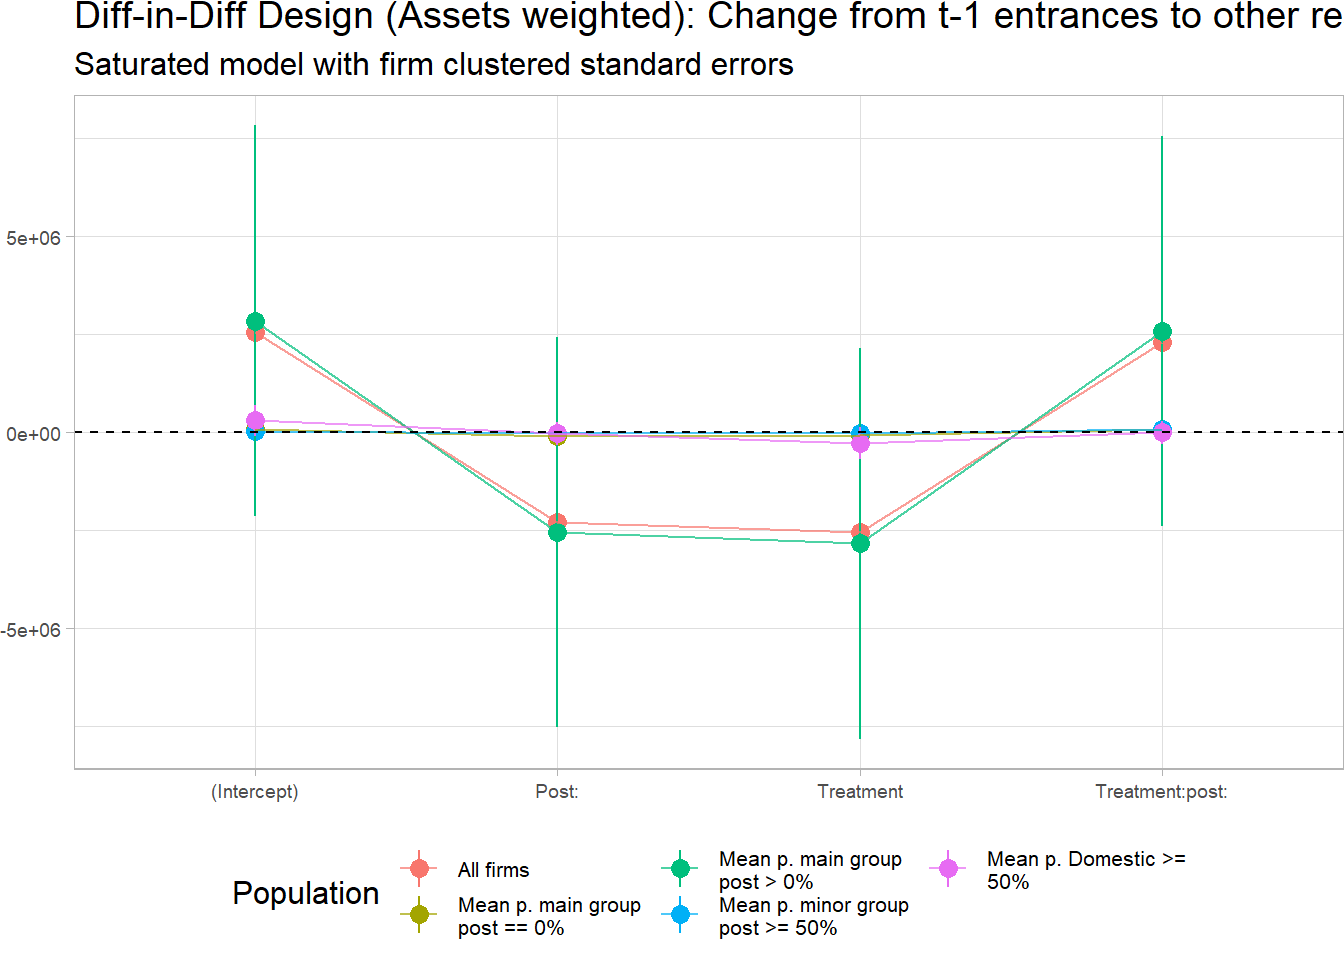 Diff-in-Diff Design (Assets weighted): Change from t-1 entrances to other re
Saturated model with firm clustered standard errors
5e+06
0e+00
-5e+06
(Intercept)
Post:
Treatment
Treatment:post:
Population
All firms
Mean p. main group
post == 0%
Mean p. main group
post > 0%
Mean p. minor group
post >= 50%
Mean p. Domestic >=
50%